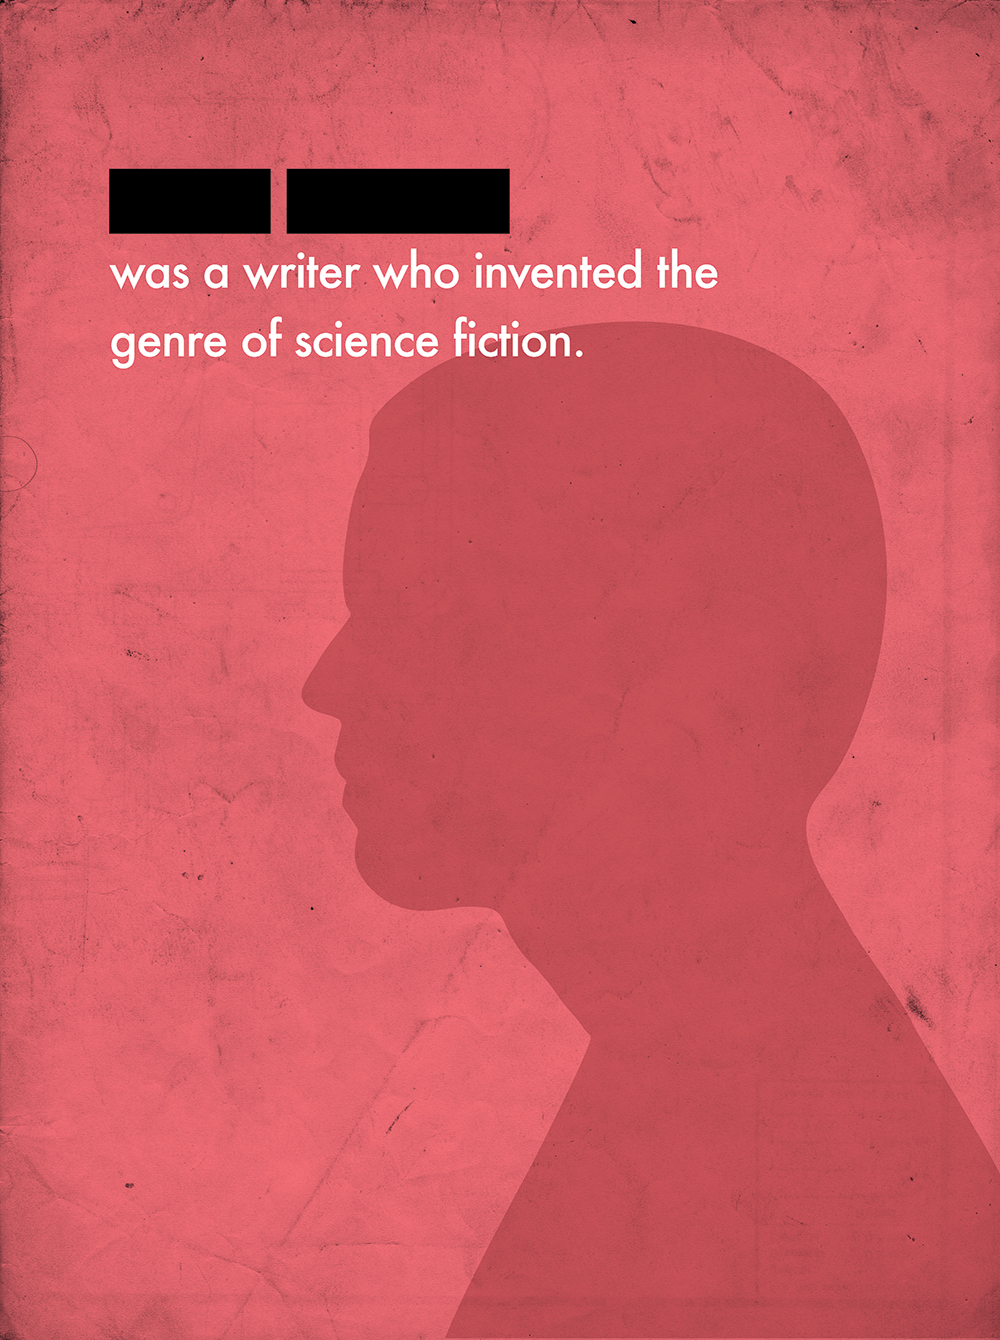 was a writer who invented the
genre of science fiction.